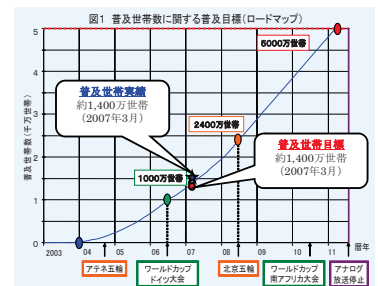 図1 普及世帯数に関する普及目標(ロードマップ)
普及世帯数(千万世帯)
5
4
3
2
1
0
5000万世帯
2400万世帯
1000万世帯
普及世帯実績
約1,400万世帯
(2007年3月)
普及世帯目標
約1,400万世帯
(2007年3月)
2003 04 05 06 07 08 09 10 11 暦年
アテネ五輪
ワールドカップ
ドイツ大会
北京五輪
ワールドカップ
南アフリカ大会
アナログ
放送停止